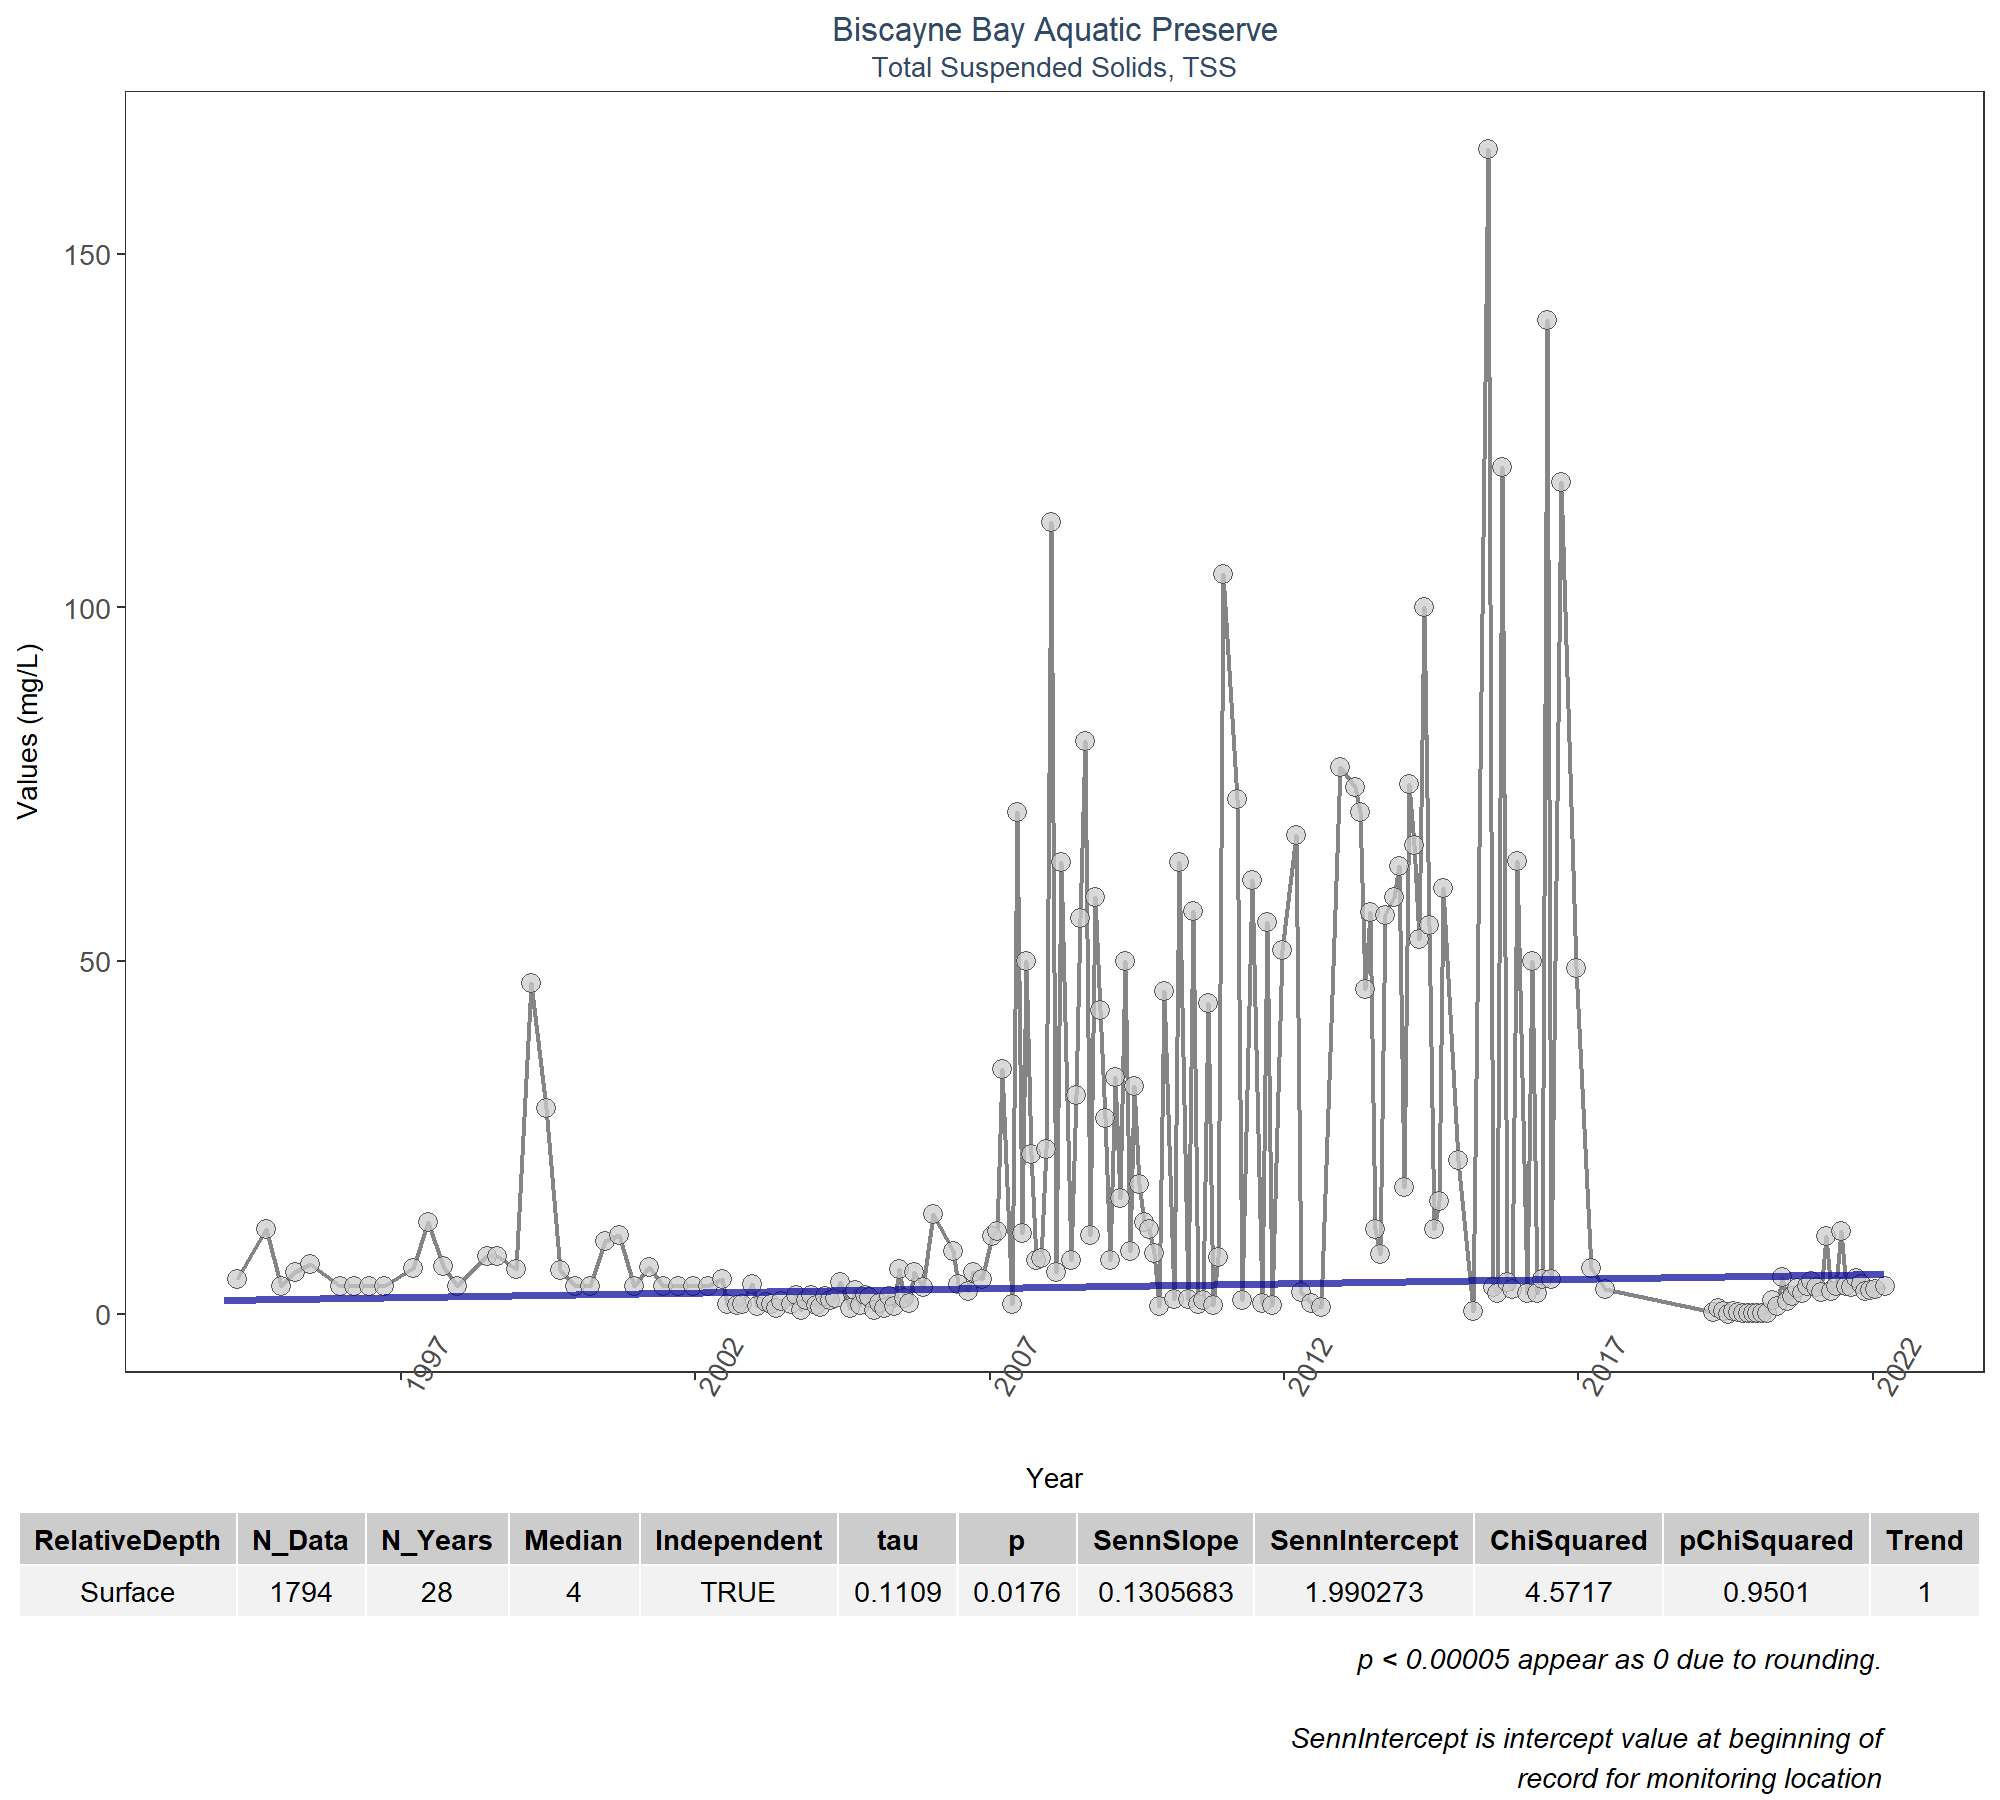 Biscayne Bay Aquatic Preserve
Total Suspended Solids, TSS
Values (mg/L)
150
100
50
0
1997 2002 2007 2012 2017 2022
Year
RelativeDepth N_Data N_Years Median Independent tau p SennSlope SennIntercept ChiSquared pChiSquared Trend
Surface 1794 28 4 TRUE 0.1109 0.0176 0.1305683 1.990273 4.5717 0.9501 1
p < 0.00005 appear as 0 due to rounding.
SennIntercept is intercept value at beginning of
record for monitoring location